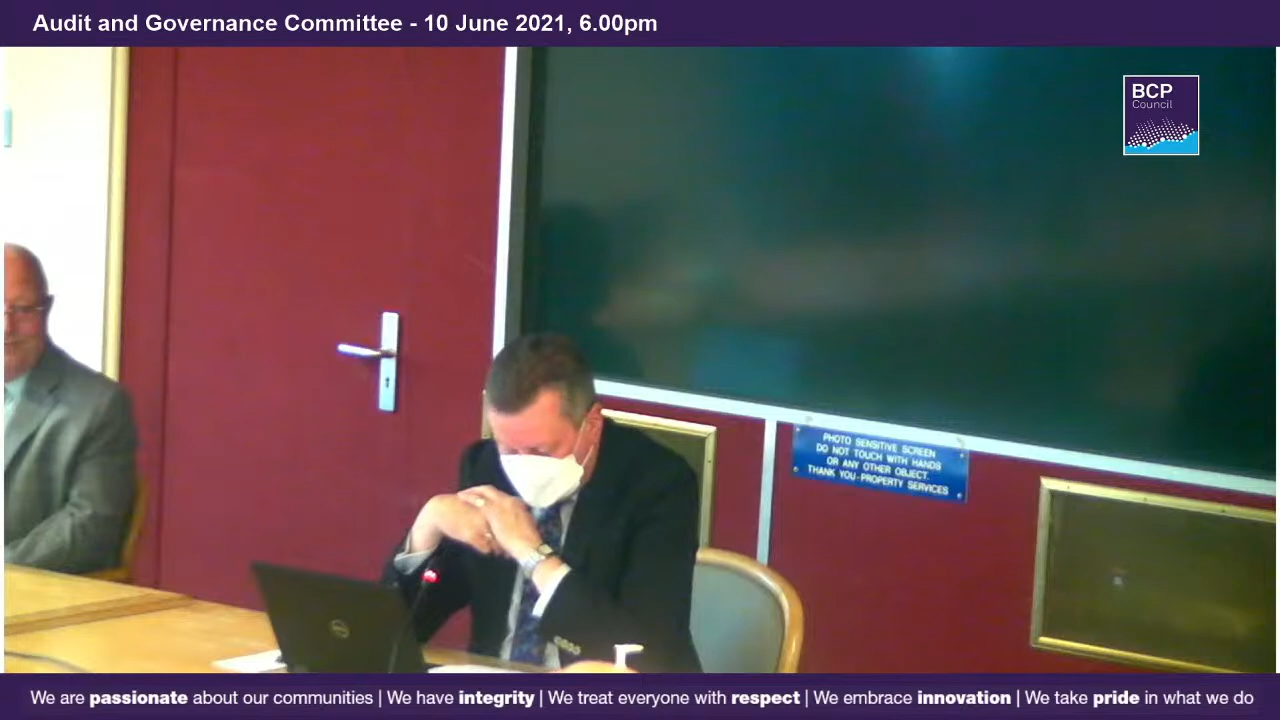 Audit and Governance Committee - 10 June 2021, 6.00pm
BCP
Council
PHOTO SENSITIVE SCREEN
DO NOT TOUCH WITH HANDS
OR ANY OTHER OBJECT.
THANK YOU-PROPERTY SERVICES
We are passionate about our communities | We have integrity | We treat everyone with respect | We embrace innovation | We take pride in what we do